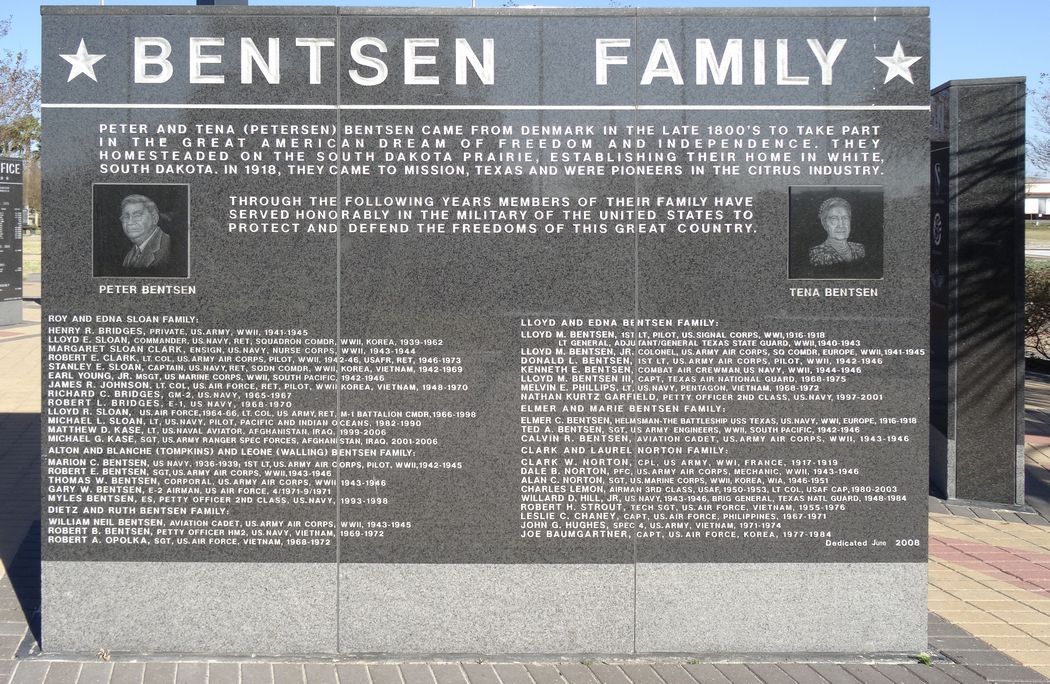 BENTSEN FAMILY
PETER AND TENA (PETERSEN) BENTSEN CAME FROM DENMARK IN THE LATE 1800'S TO TAKE PART
IN THE GREAT AMERICAN DREAM OF FREEDOM AND INDEPENDENCE. THEY
HOMESTEADED ON THE SOUTH DAKOTA PRAIRIE, ESTABLISHING THEIR HOME IN WHITE,
SOUTH DAKOTA. IN 1918, THEY CAME TO MISSION, TEXAS AND WERE PIONEERS IN THE CITRUS INDUSTRY.
THROUGH THE FOLLOWING YEARS MEMBERS OF THEIR FAMILY HAVE
SERVED HONORABLY IN THE MILITARY OF THE UNITED STATES TO
PROTECT AND DEFEND THE FREEDOMS OF THIS GREAT COUNTRY.
PETER BENTSEN
TENA BENTSEN
ROY AND EDNA SLOAN FAMILY:
HENRY R. BRIDGES, PRIVATE, US.ARMY, WWII, 1941-1945
LLOYD E. SLOAN, COMMANDER, US.NAVY, RET, SQUADRON COMDR, WWII, KOREA, 1939-1962
MARGARET SLOAN CLARK, ENSIGN, US.NAVY, NURSE CORPS, WWII, 1943-1944
ROBERT E. CLARK, LT COL, US ARMY AIR CORPS, PILOT, WWII, 1942-46, USAFR, RET, 1946-1973
STANLEY E. SLOAN, CAPTAIN, US.NAVY, RET, SQDN COMDR, WWII, KOREA, VIETNAM, 1942-1969
EARL YOUNG, JR. MSGT, US MARINE CORPS, WWII, SOUTH PACIFIC, 1942-1946
JAMES R. JOHNSON, LT. COL, US AIR FORCE, RET, PILOT, WWII, KOREA, VIETNAM, 1948-1970
RICHARD C. BRIDGES, GM-2, US.NAVY, 1965-1967
ROBERT L. BRIDGES, E-1, US NAVY, 1968-1970
LLOYD R. SLOAN, US AIR FORCE,1964-66, LT. COL, US ARMY, RET, M-1 BATTALION CMDR,1966-1998
MICHAEL L. SLOAN, LT, US.NAVY, PILOT, PACIFIC AND INDIAN OCEANS, 1982-1990
MATTHEW D. KASE, LT, US.NAVAL AVIATOR, AFGHANISTAN, IRAQ, 1999-2006
MICHAEL G. KASE, SGT, US.ARMY RANGER SPEC FORCES, AFGHANISTAN, IRAQ, 2001-2006
ALTON AND BLANCHE (TOMPKINS) AND LEONE (WALLING) BENTSEN FAMILY:
MARION C. BENTSEN, US NAVY, 1936-1939; 1ST LT, US.ARMY AIR CORPS, PILOT, WWII,1942-1945
ROBERT E. BENTSEN, SGT, US.ARMY AIR CORPS, WWII,1943-1946
THOMAS W. BENTSEN, CORPORAL, US.ARMY AIR CORPS, WWII 1943-1946
GARY W. BENTSEN, E-2 AIRMAN, US AIR FORCE, 4/1971-9/1971
MYLES BENTSEN, E5, PETTY OFFICER 2ND CLASS, US.NAVY, 1993-1998
DIETZ AND RUTH BENTSEN FAMILY:
WILLIAM NEIL BENTSEN, AVIATION CADET, US.ARMY AIR CORPS, WWII, 1943-1945
ROBERT B. BENTSEN, PETTY OFFICER HM2, US.NAVY, VIETNAM, 1969-1972
ROBERT A. OPOLKA, SGT, US.AIR FORCE, VIETNAM, 1968-1972
LLOYD AND EDNA BENTSEN FAMILY:
LLOYD M. BENTSEN, 1ST LT, PILOT, US.SIGNAL CORPS, WWI,1916-1918
LT GENERAL, ADJUTANT/GENERAL TEXAS STATE GUARD, WWII,1940-1943
LLOYD M. BENTSEN, JR, COLONEL, US.ARMY AIR CORPS, SQ COMDR, EUROPE, WWII,1941-1945
DONALD L. BENTSEN, 1ST LT, US.ARMY AIR CORPS, PILOT, WWII, 1942-1946
KENNETH E. BENTSEN, COMBAT AIR CREWMAN, US NAVY, WWII, 1944-1946
LLOYD M. BENTSEN III, CAPT, TEXAS AIR NATIONAL GUARD, 1968-1975
MELVIN E. PHILLIPS, LT, US.NAVY, PENTAGON, VIETNAM, 1968-1972
NATHAN KURTZ GARFIELD, PETTY OFFICER 2ND CLASS, US.NAVY, 1997-2001
ELMER AND MARIE BENTSEN FAMILY:
ELMER C. BENTSEN, HELMSMAN-THE BATTLESHIP USS TEXAS, US.NAVY, WWI, EUROPE, 1916-1918
TED A. BENTSEN, SGT, US ARMY ENGINEERS, WWII, SOUTH PACIFIC, 1942-1946
CALVIN R. BENTSEN, AVIATION CADET, US.ARMY AIR CORPS, WWII, 1943-1946
CLARK AND LAUREL NORTON FAMILY:
CLARK W. NORTON, CPL, US ARMY, WWI, FRANCE, 1917-1919
DALE B. NORTON, PFC, US.ARMY AIR CORPS, MECHANIC, WWII, 1943-1946
ALAN C. NORTON, SGT, US.MARINE CORPS, KOREA, WIA, 1946-1951
CHARLES LEMON, AIRMAN 3RD CLASS, USAF, 1950-1953, LT COL, USAF CAP,1980-2003
WILLARD D. HILL, JR, US NAVY, 1943-1946, BRIG GENERAL, TEXAS NATL GUARD, 1948-1984
ROBERT H. STROUT, TECH SGT, US.AIR FORCE, VIETNAM, 1955-1976
LESLIE C. CHANEY, CAPT, US.AIR FORCE, PHILIPPINES, 1967-1971
JOHN G. HUGHES, SPEC 4, US.ARMY, VIETNAM, 1971-1974
JOE BAUMGARTNER, CAPT, US.AIR FORCE, KOREA, 1977-1984
Dedicated June 2008